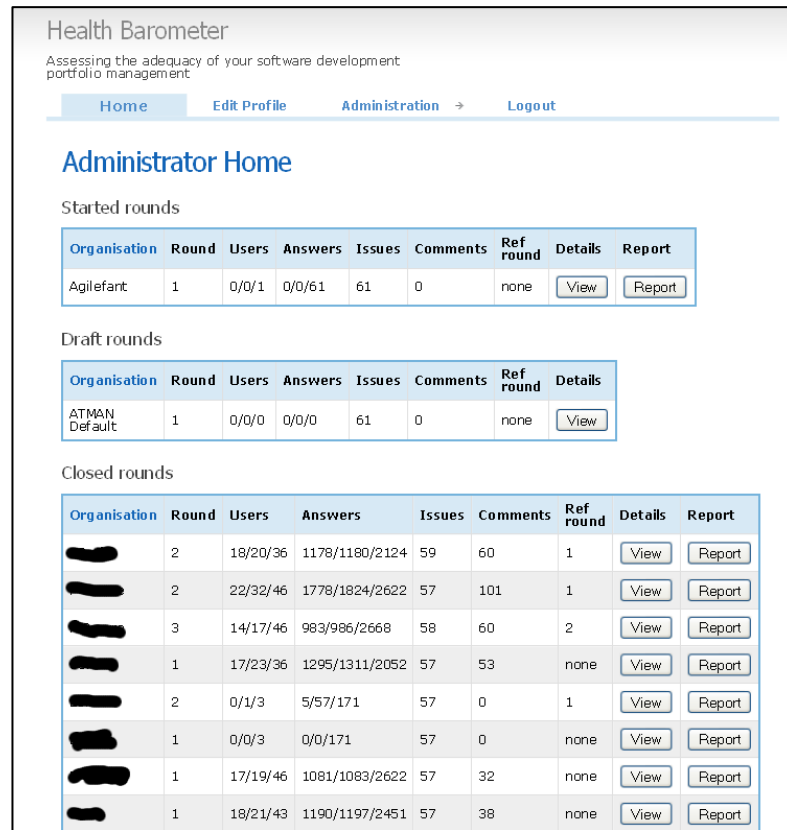 Health Barometer
Assessing the adequacy of your software development
portfolio management
Home Edit Profile Administration → Logout
Administrator Home
Started rounds
Organisation Round Users Answers Issues Comments Ref round Details Report
Agilefant 1 0/0/1 0/0/61 61 0 none View Report
Draft rounds
Organisation Round Users Answers Issues Comments Ref round Details
ATMAN Default 1 0/0/0 0/0/0 61 0 none View
Closed rounds
Organisation Round Users Answers Issues Comments Ref round Details Report
2 18/20/36 1178/1180/2124 59 60 1 View Report
2 22/32/46 1778/1824/2622 57 101 1 View Report
3 14/17/46 983/986/2668 58 60 2 View Report
1 17/23/36 1295/1311/2052 57 53 none View Report
2 0/1/3 5/57/171 57 0 1 View Report
1 0/0/3 0/0/171 57 0 none View Report
1 17/19/46 1081/1083/2622 57 32 none View Report
1 18/21/43 1190/1197/2451 57 38 none View Report